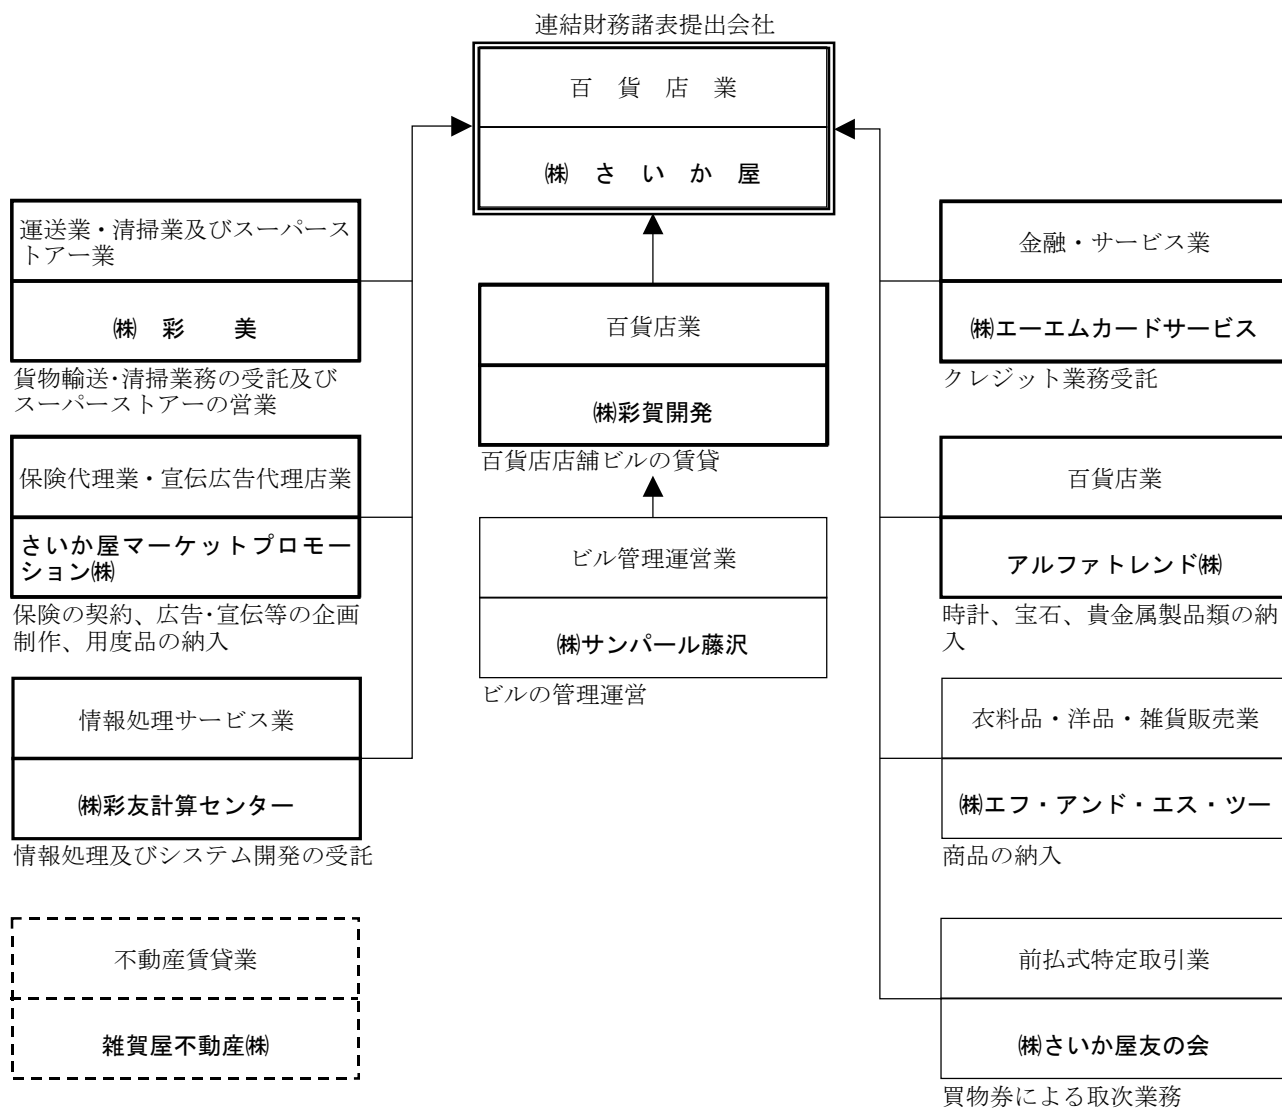 連結財務諸表提出会社
百 貨 店 業
㈱ さ い か 屋
運送業・清掃業及びスーパース
トアー業
㈱ 彩 美
貨物輸送・清掃業務の受託及び
スーパーストアーの営業
保険代理業・宣伝広告代理店業
さいか屋マーケットプロモー
ション㈱
保険の契約、広告・宣伝等の企画
制作、用度品の納入
情報処理サービス業
㈱彩友計算センター
情報処理及びシステム開発の受託
不動産賃貸業
雑賀屋不動産㈱
百貨店業
㈱彩賀開発
百貨店店舗ビルの賃貸
ビル管理運営業
㈱サンパール藤沢
ビルの管理運営
金融・サービス業
㈱エーエムカードサービス
クレジット業務受託
百貨店業
アルファトレンド㈱
時計、宝石、貴金属製品類の納
入
衣料品・洋品・雑貨販売業
㈱エフ・アンド・エス・ツー
商品の納入
前払式特定取引業
㈱さいか屋友の会
買物券による取次業務